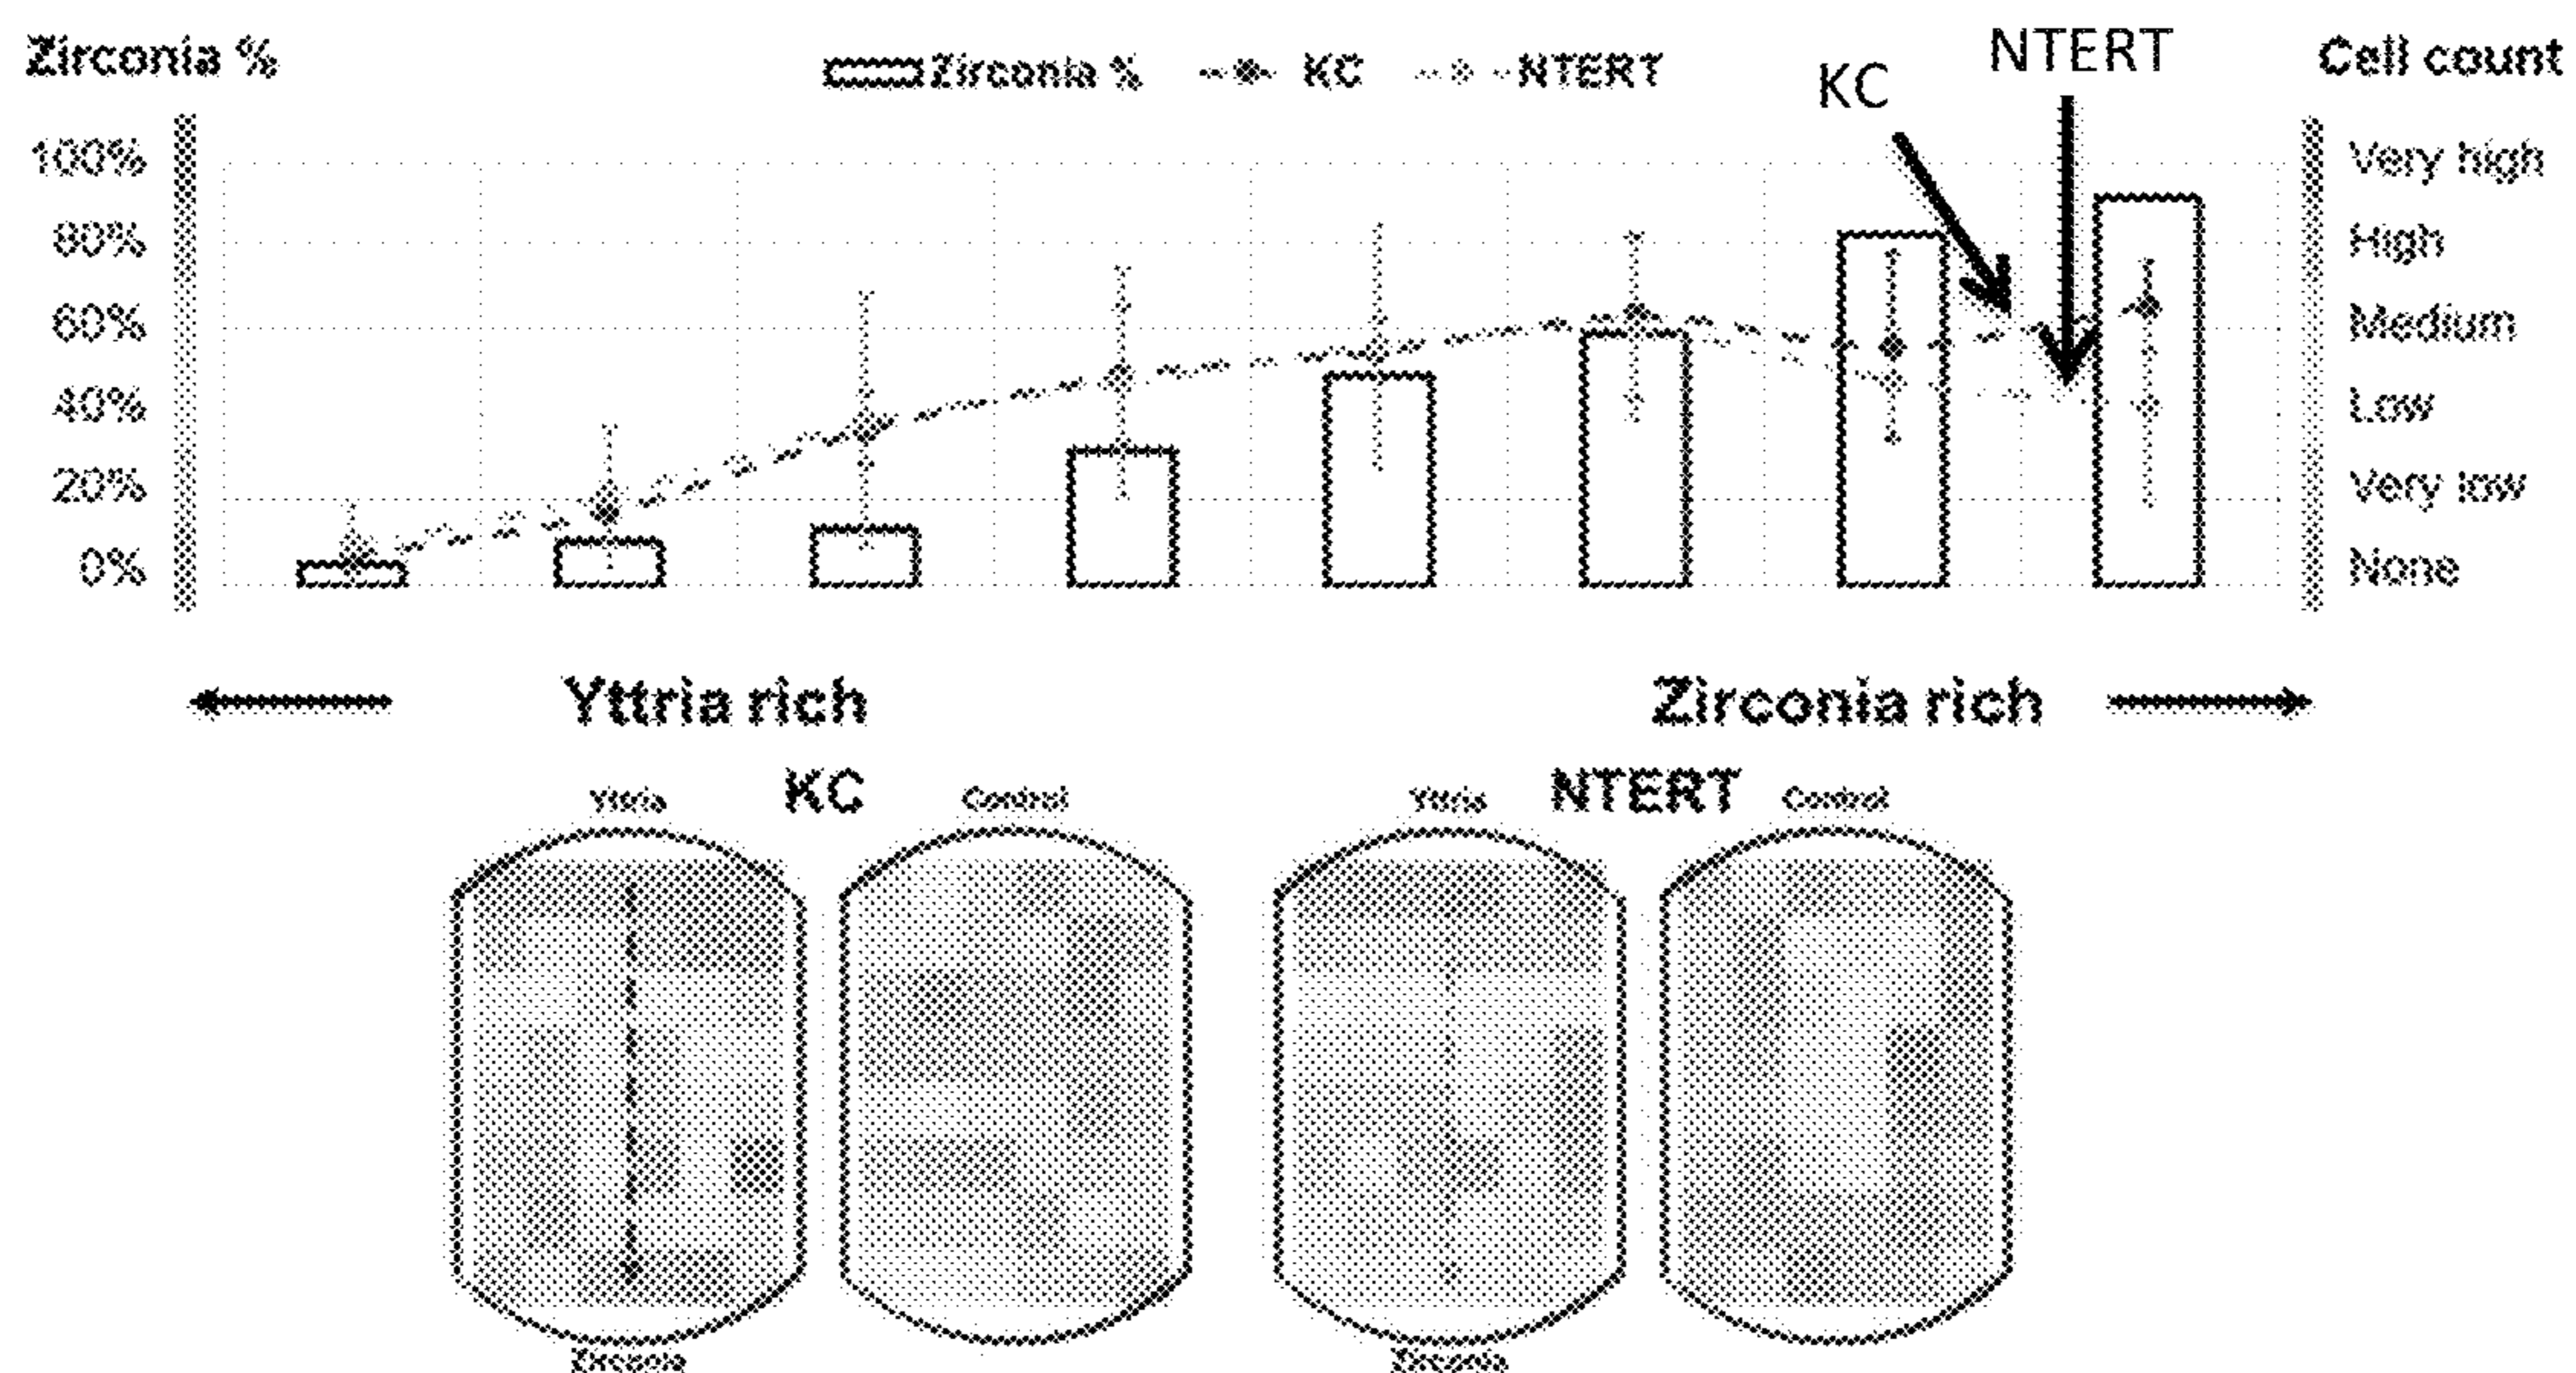 Zirconia %
Zirconia % KC NTERT
KC
NTERT
Cell count
100%
80%
60%
40%
20%
0%
Very high
High
Medium
Low
Very low
None
Yttria rich
Zirconia rich
KC
NTERT
Yttria
Control
Yttria
Control
Zirconia
Zirconia